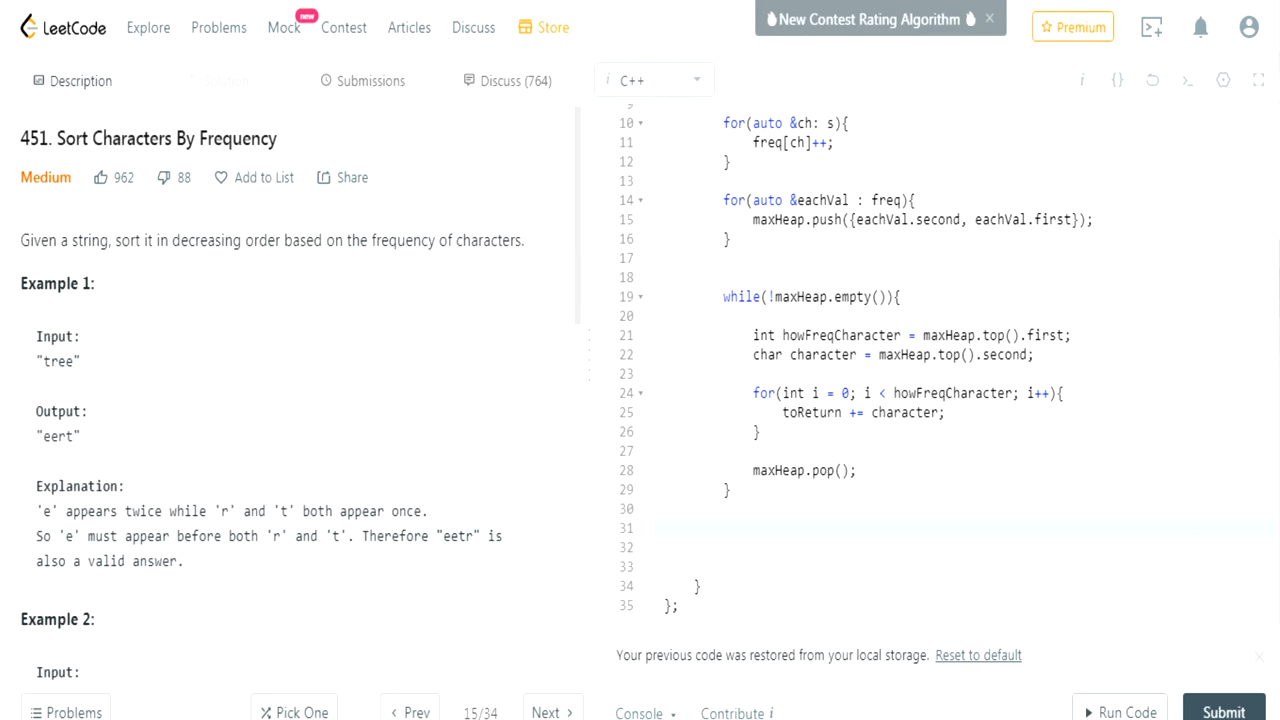 LeetCode Explore Problems Mock new Contest Articles Discuss Store New Contest Rating Algorithm × Premium
Description Solution Submissions Discuss (764)
451. Sort Characters By Frequency
Medium 962 88 Add to List Share
Given a string, sort it in decreasing order based on the frequency of characters.
Example 1:
Input:
"tree"
Output:
"eert"
Explanation:
'e' appears twice while 'r' and 't' both appear once.
So 'e' must appear before both 'r' and 't'. Therefore "eetr" is
also a valid answer.
Example 2:
Input:
Problems Pick One < Prev 15/34 Next >
i C++ i {}
9
10 for(auto &ch: s){
11 freq[ch]++;
12 }
13
14 for(auto &eachVal : freq){
15 maxHeap.push({eachVal.second, eachVal.first});
16 }
17
18
19 while(!maxHeap.empty()){
20
21 int howFreqCharacter = maxHeap.top().first;
22 char character = maxHeap.top().second;
23
24 for(int i = 0; i < howFreqCharacter; i++){
25 toReturn += character;
26 }
27
28 maxHeap.pop();
29 }
30
31
32
33
34 }
35 };
Your previous code was restored from your local storage. Reset to default ×
Console Contribute i Run Code Submit